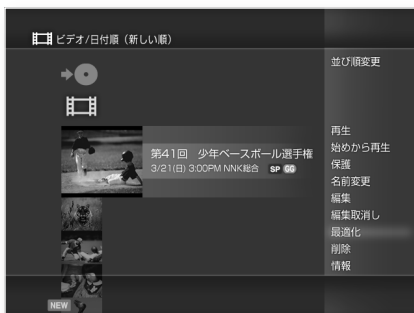 ビデオ/日付順（新しい順）
第41回　少年ベースボール選手権
3/21(日) 3:00PM NNK総合 SP GG
NEW
並び順変更
再生
始めから再生
保護
名前変更
編集
編集取消し
最適化
削除
情報